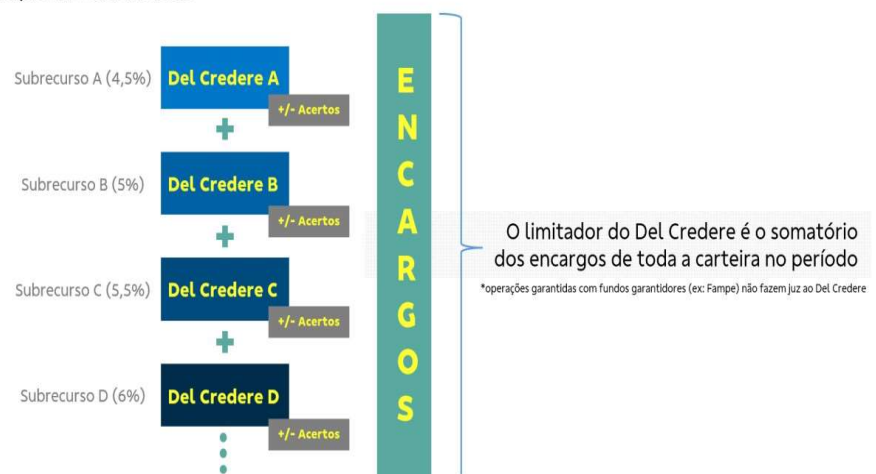 Subrecurso A (4,5%)
Del Credere A
+/- Acertos
+
Subrecurso B (5%)
Del Credere B
+/- Acertos
+
Subrecurso C (5,5%)
Del Credere C
+/- Acertos
+
Subrecurso D (6%)
Del Credere D
+/- Acertos
E
N
C
A
R
G
O
S
O limitador do Del Credere é o somatório
dos encargos de toda a carteira no período
*operações garantidas com fundos garantidores (ex: Fampe) não fazem juz ao Del Credere